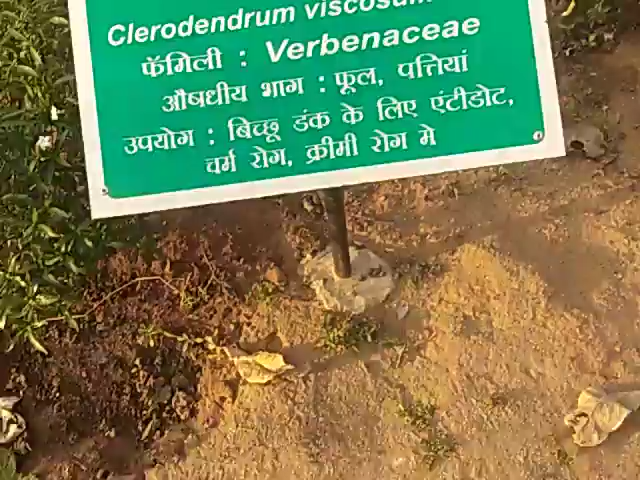 Clerodendrum viscosum
फॅमिली : Verbenaceae
औषधीय भाग : फूल, पत्तियां
उपयोग : बिच्छू डंक के लिए एंटीडोट,
चर्म रोग, क्रीमी रोग मे